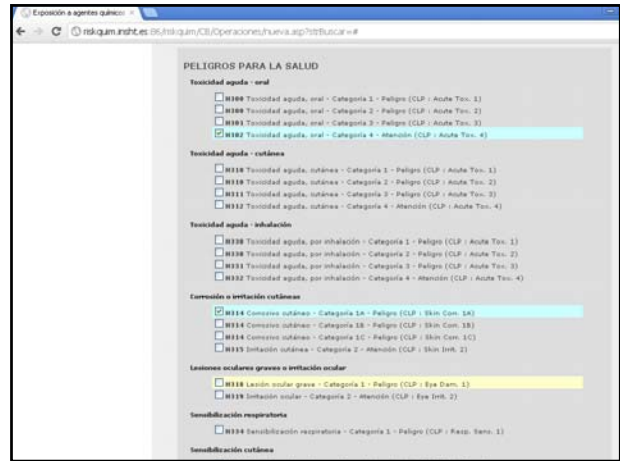 Exposición a agentes químicos
riskquim.insht.es:86/riskquim/CB/Operaciones/nueva.asp?strBuscar=#
PELIGROS PARA LA SALUD
Toxicidad aguda - oral
H300 Toxicidad aguda, oral - Categoría 1 - Peligro (CLP : Acute Tox. 1)
H300 Toxicidad aguda, oral - Categoría 2 - Peligro (CLP : Acute Tox. 2)
H301 Toxicidad aguda, oral - Categoría 3 - Peligro (CLP : Acute Tox. 3)
H302 Toxicidad aguda, oral - Categoría 4 - Atención (CLP : Acute Tox. 4)
Toxicidad aguda - cutánea
H310 Toxicidad aguda, cutánea - Categoría 1 - Peligro (CLP : Acute Tox. 1)
H310 Toxicidad aguda, cutánea - Categoría 2 - Peligro (CLP : Acute Tox. 2)
H311 Toxicidad aguda, cutánea - Categoría 3 - Peligro (CLP : Acute Tox. 3)
H312 Toxicidad aguda, cutánea - Categoría 4 - Atención (CLP : Acute Tox. 4)
Toxicidad aguda - inhalación
H330 Toxicidad aguda, por inhalación - Categoría 1 - Peligro (CLP : Acute Tox. 1)
H330 Toxicidad aguda, por inhalación - Categoría 2 - Peligro (CLP : Acute Tox. 2)
H331 Toxicidad aguda, por inhalación - Categoría 3 - Peligro (CLP : Acute Tox. 3)
H332 Toxicidad aguda, por inhalación - Categoría 4 - Atención (CLP : Acute Tox. 4)
Corrosión o irritación cutáneas
H314 Corrosivo cutáneo - Categoría 1A - Peligro (CLP : Skin Corr. 1A)
H314 Corrosivo cutáneo - Categoría 1B - Peligro (CLP : Skin Corr. 1B)
H314 Corrosivo cutáneo - Categoría 1C - Peligro (CLP : Skin Corr. 1C)
H315 Irritación cutánea - Categoría 2 - Atención (CLP : Skin Irrit. 2)
Lesiones oculares graves o irritación ocular
H318 Lesión ocular grave - Categoría 1 - Peligro (CLP : Eye Dam. 1)
H319 Irritación ocular - Categoría 2 - Atención (CLP : Eye Irrit. 2)
Sensibilización respiratoria
H334 Sensibilización respiratoria - Categoría 1 - Peligro (CLP : Resp. Sens. 1)
Sensibilización cutánea